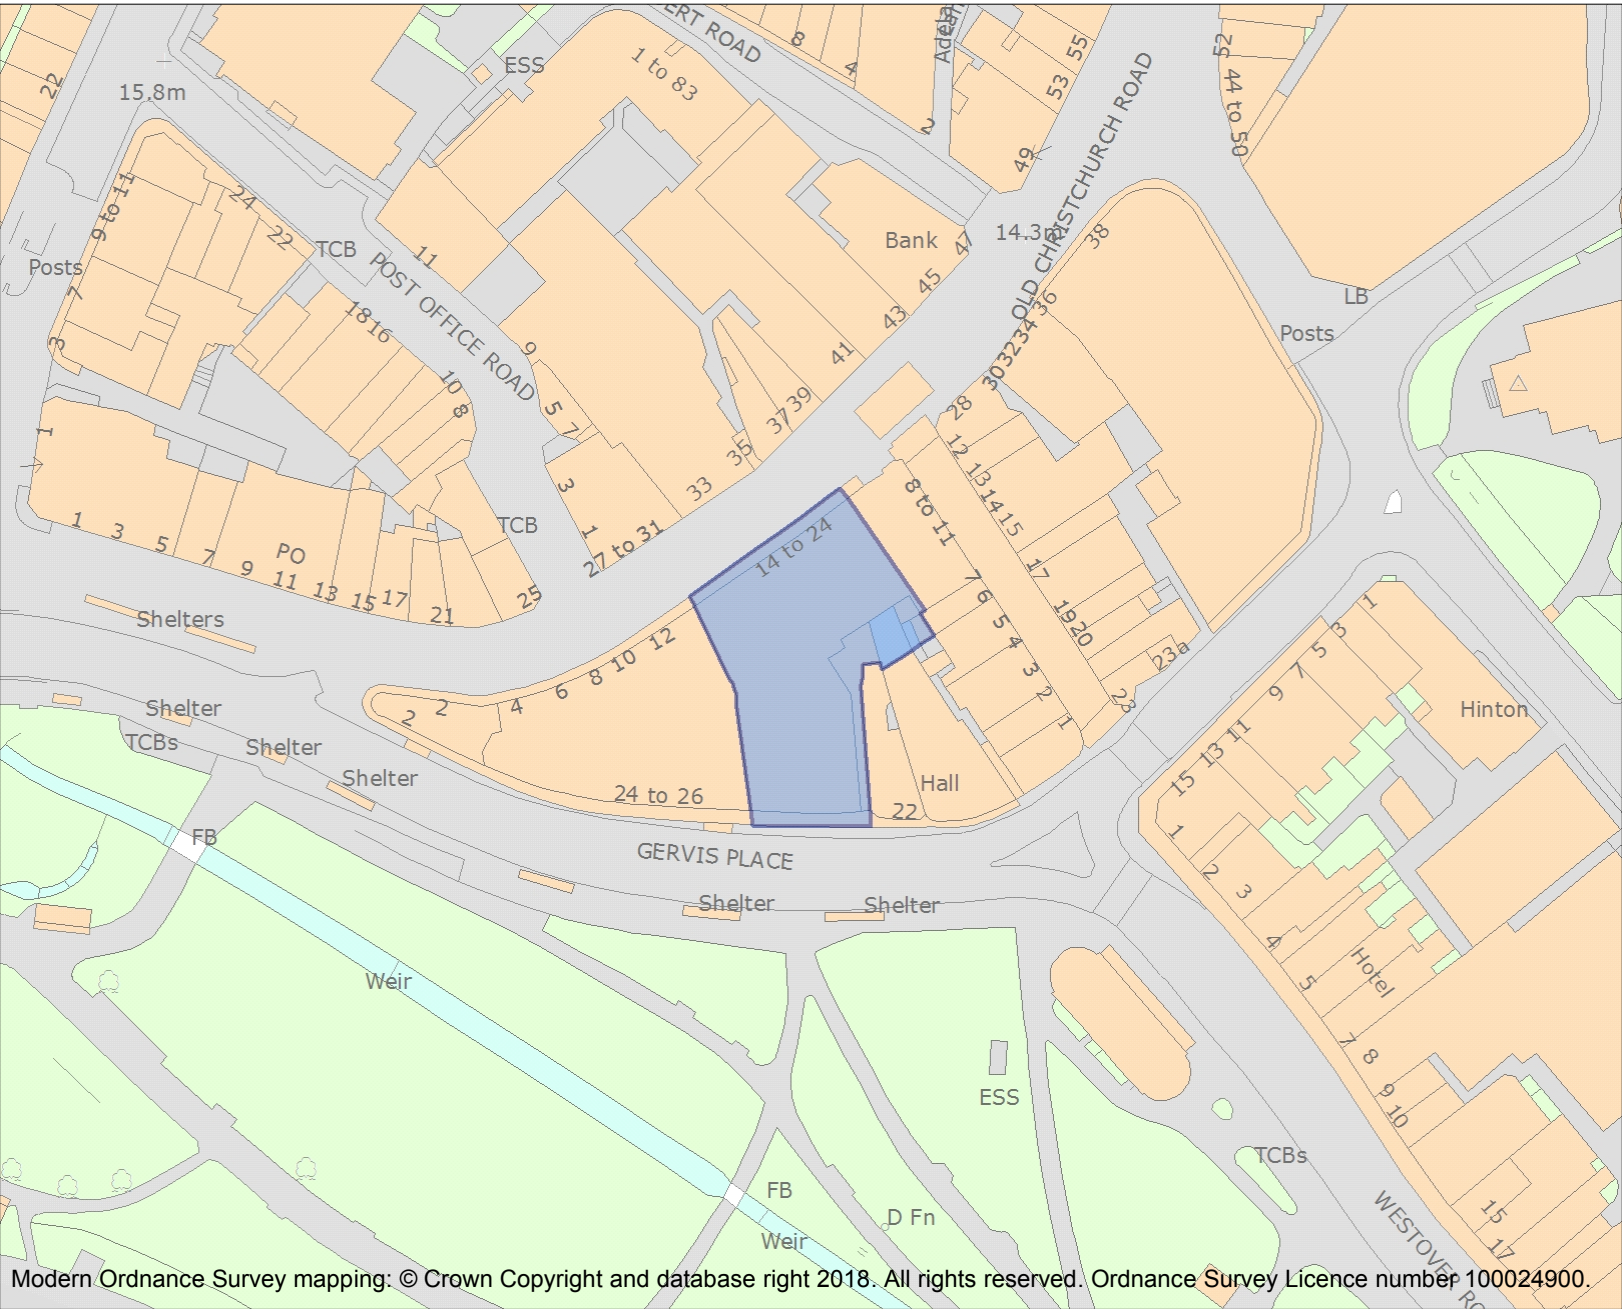 ERT ROAD
8
4
2
Adela
55
53
49
52
44 to 50
22
15.8m
ESS
1 to 83
OLD CHRISTCHURCH ROAD
9 to 11
24
22
TCB
POST OFFICE ROAD
11
Bank
47
14.3m
38
Posts
7
3
1
18
16
10
8
9
5
7
45
43
41
39
37
35
33
36
34
32
30
28
LB
Posts
12
13
14
15
17
19
20
23a
23
8 to 11
7
6
5
4
3
2
1
3
1
27 to 31
14 to 24
TCB
1
3
5
7
9
PO
11
13
15
17
21
25
Shelters
12
10
8
6
4
2
2
Shelter
TCBs
Shelter
Shelter
24 to 26
22
Hall
GERVIS PLACE
Shelter
Shelter
1
3
5
7
9
11
13
15
Hinton
1
2
3
4
5
Hotel
7
8
9
10
15
17
FB
Weir
ESS
TCBs
FB
D Fn
Weir
WESTOVER RO
Modern Ordnance Survey mapping: © Crown Copyright and database right 2018. All rights reserved. Ordnance Survey Licence number 100024900.